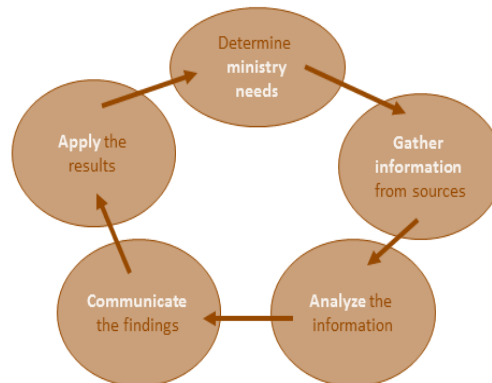 Determine
ministry
needs
Gather
information
from sources
Analyze the
information
Communicate
the findings
Apply the
results